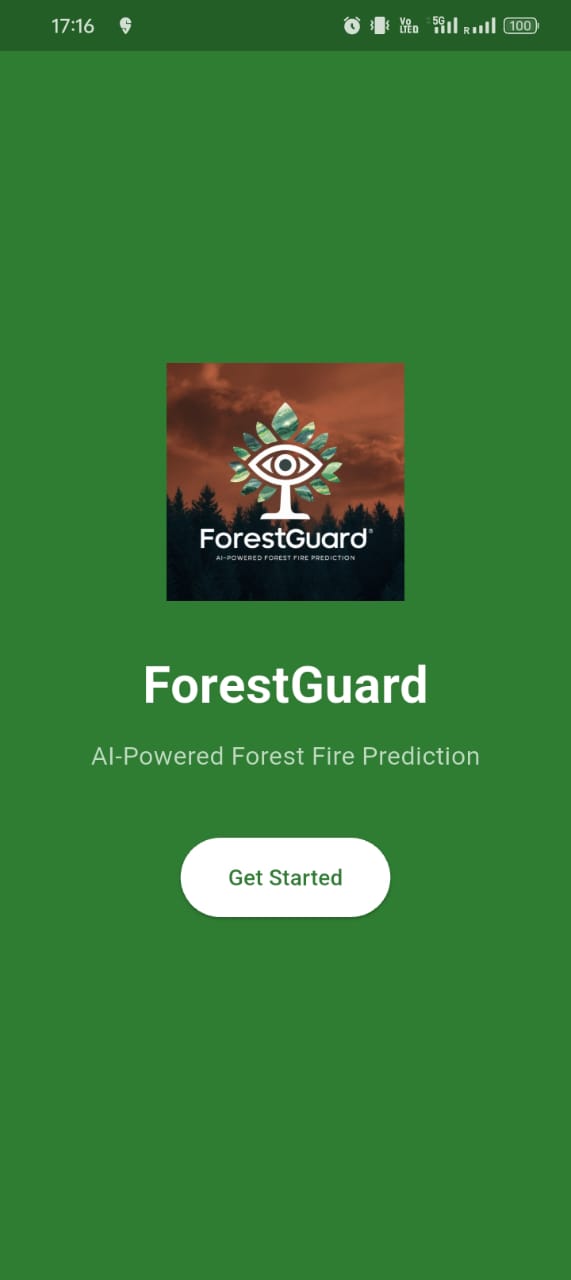 17:16 Vo LTED 5G R 100
ForestGuard®
AI-POWERED FOREST FIRE PREDICTION
ForestGuard
AI-Powered Forest Fire Prediction
Get Started